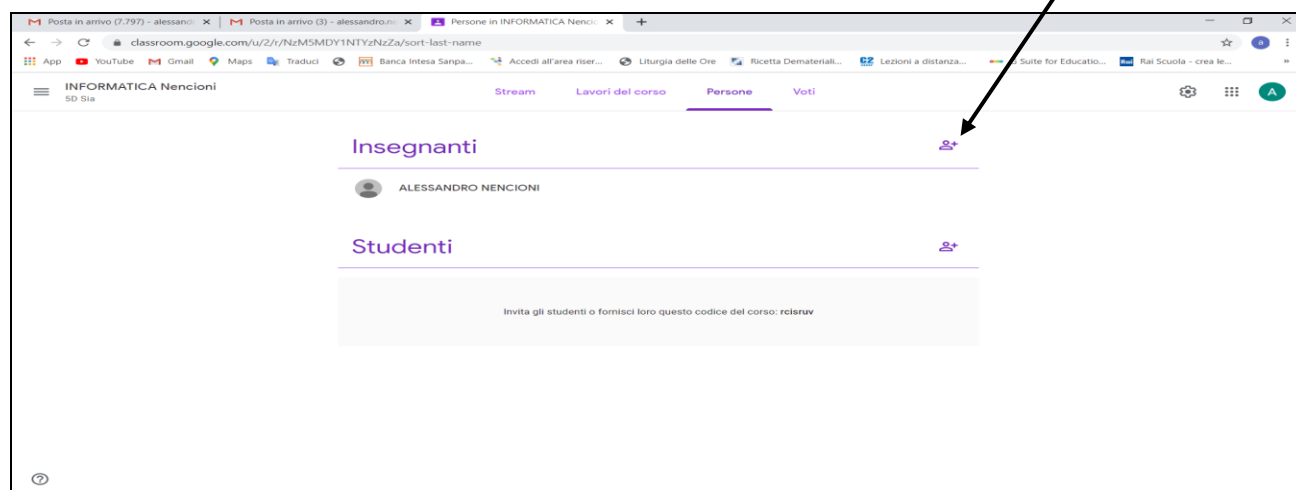 Posta in arrivo (7.797) - alessand
Posta in arrivo (3) - alessandro.ne
Persone in INFORMATICA Nencio
classroom.google.com/u/2/r/NzM5MDY1NTYzNzZa/sort-last-name
a
App YouTube Gmail Maps Traduci Banca Intesa Sanpa... Accedi all'area riser... Liturgia delle Ore Ricetta Demateriali... Lezioni a distanza... Suite for Educatio... Rai Scuola - crea le... »
INFORMATICA Nencioni
5D Sia
Stream Lavori del corso Persone Voti
A
Insegnanti
ALESSANDRO NENCIONI
Studenti
Invita gli studenti o fornisci loro questo codice del corso: rcisruv